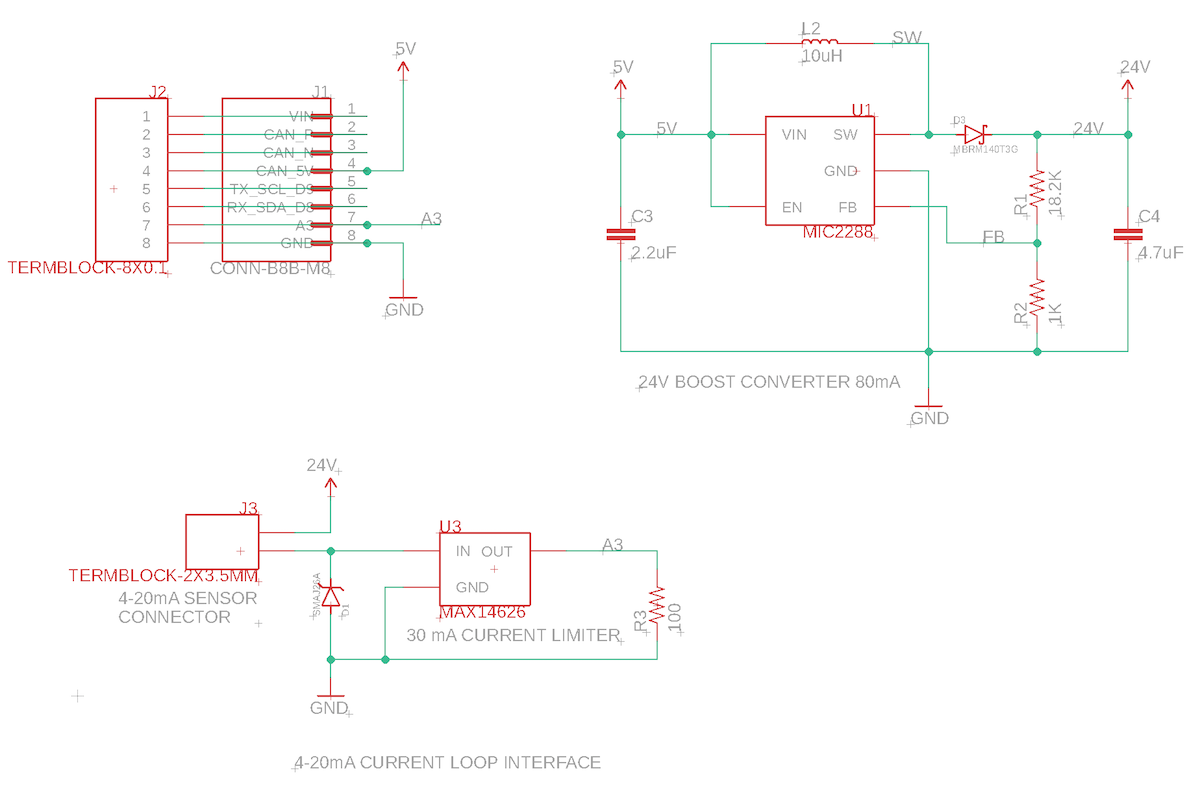 5V
J2
J1
1
2
3
4
5
6
7
8
VIN
CAN_P
CAN_N
CAN_5V
TX_SCL_D9
RX_SDA_D8
A3
GND
1
2
3
4
5
6
7
8
A3
TERMBLOCK-8X0.1
CONN-B8B-M8
GND
L2
SW
10uH
5V
24V
U1
5V
VIN
SW
D3
24V
MBRM140T3G
GND
R1
18.2K
C3
EN
FB
C4
MIC2288
FB
2.2uF
4.7uF
R2
1K
24V BOOST CONVERTER 80mA
GND
24V
J3
U3
IN
OUT
A3
TERMBLOCK-2X3.5MM
SMAJ26A
D1
GND
4-20mA SENSOR
CONNECTOR
MAX14626
R3
100
30 mA CURRENT LIMITER
GND
4-20mA CURRENT LOOP INTERFACE